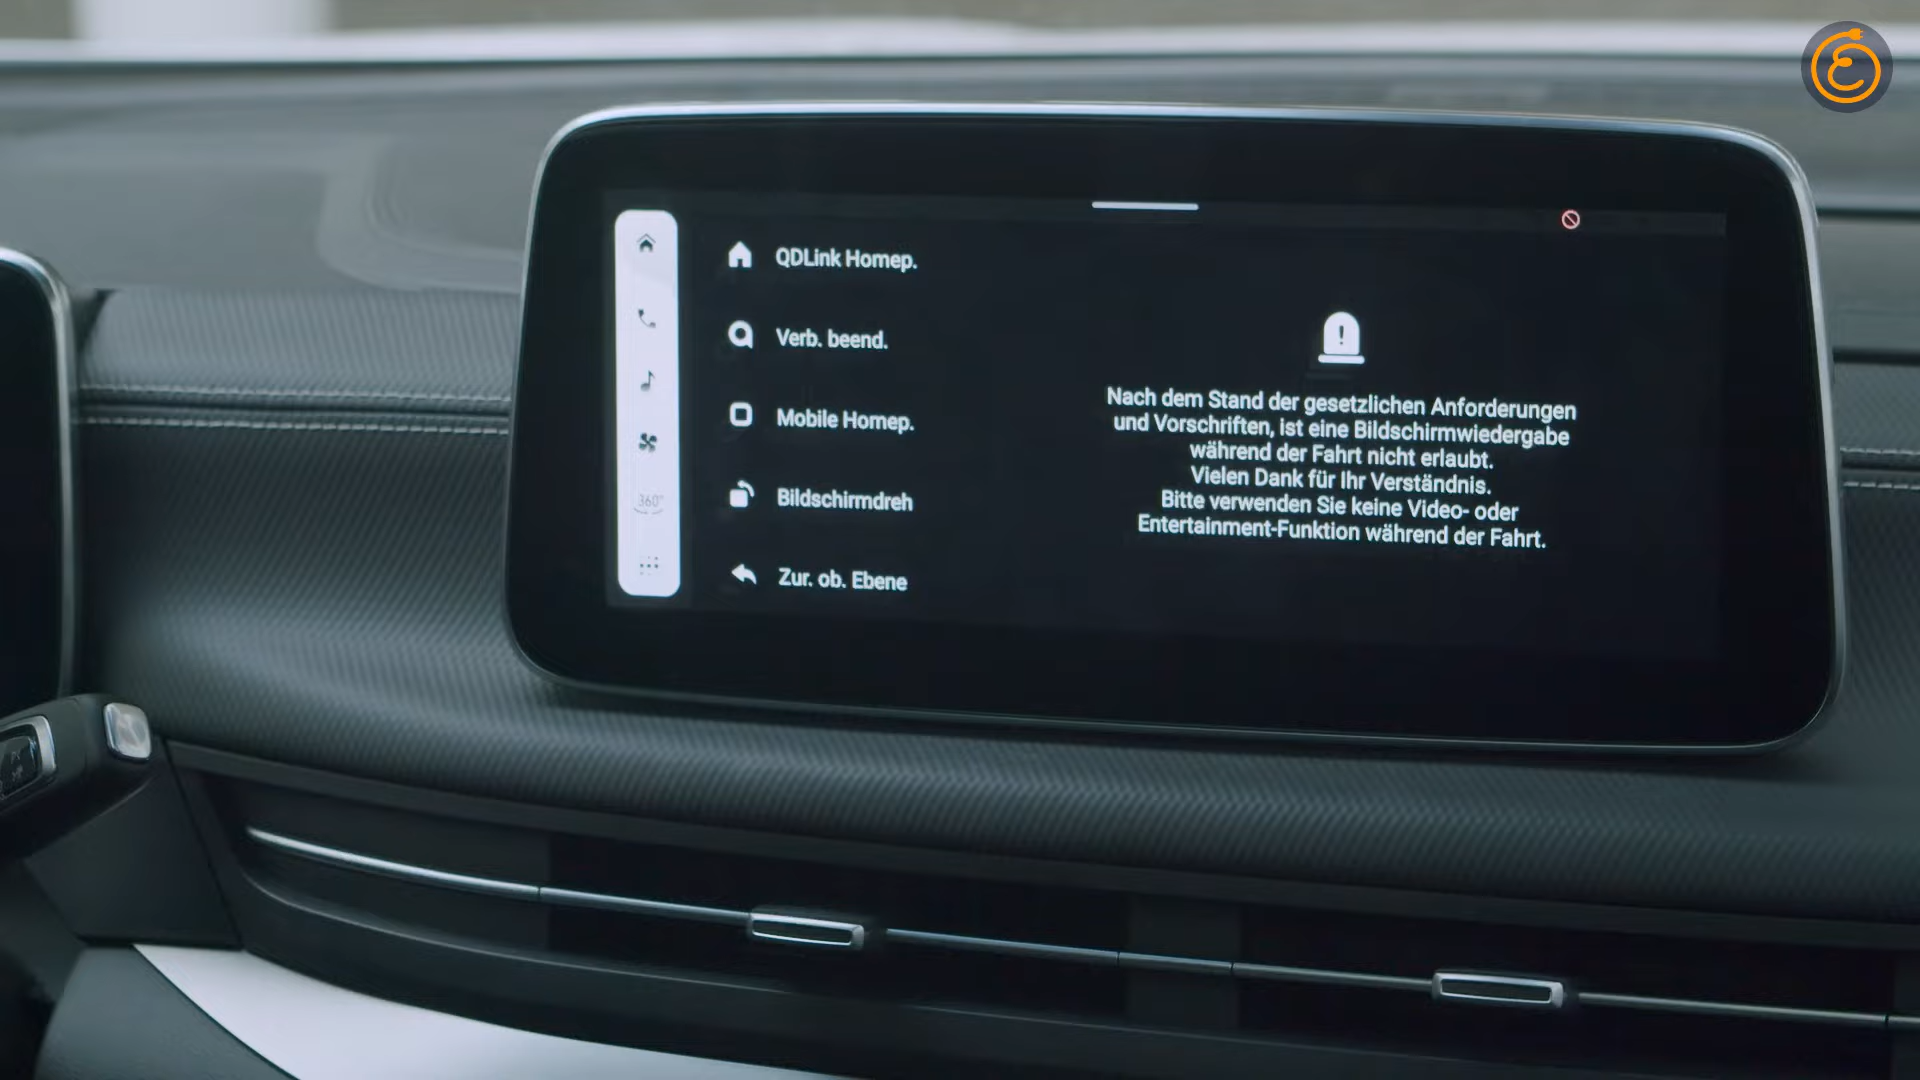 QDLink Homep.
Verb. beend.
Mobile Homep.
360°
Bildschirmdreh
Zur. ob. Ebene
Nach dem Stand der gesetzlichen Anforderungen
und Vorschriften, ist eine Bildschirmwiedergabe
während der Fahrt nicht erlaubt.
Vielen Dank für Ihr Verständnis.
Bitte verwenden Sie keine Video- oder
Entertainment-Funktion während der Fahrt.